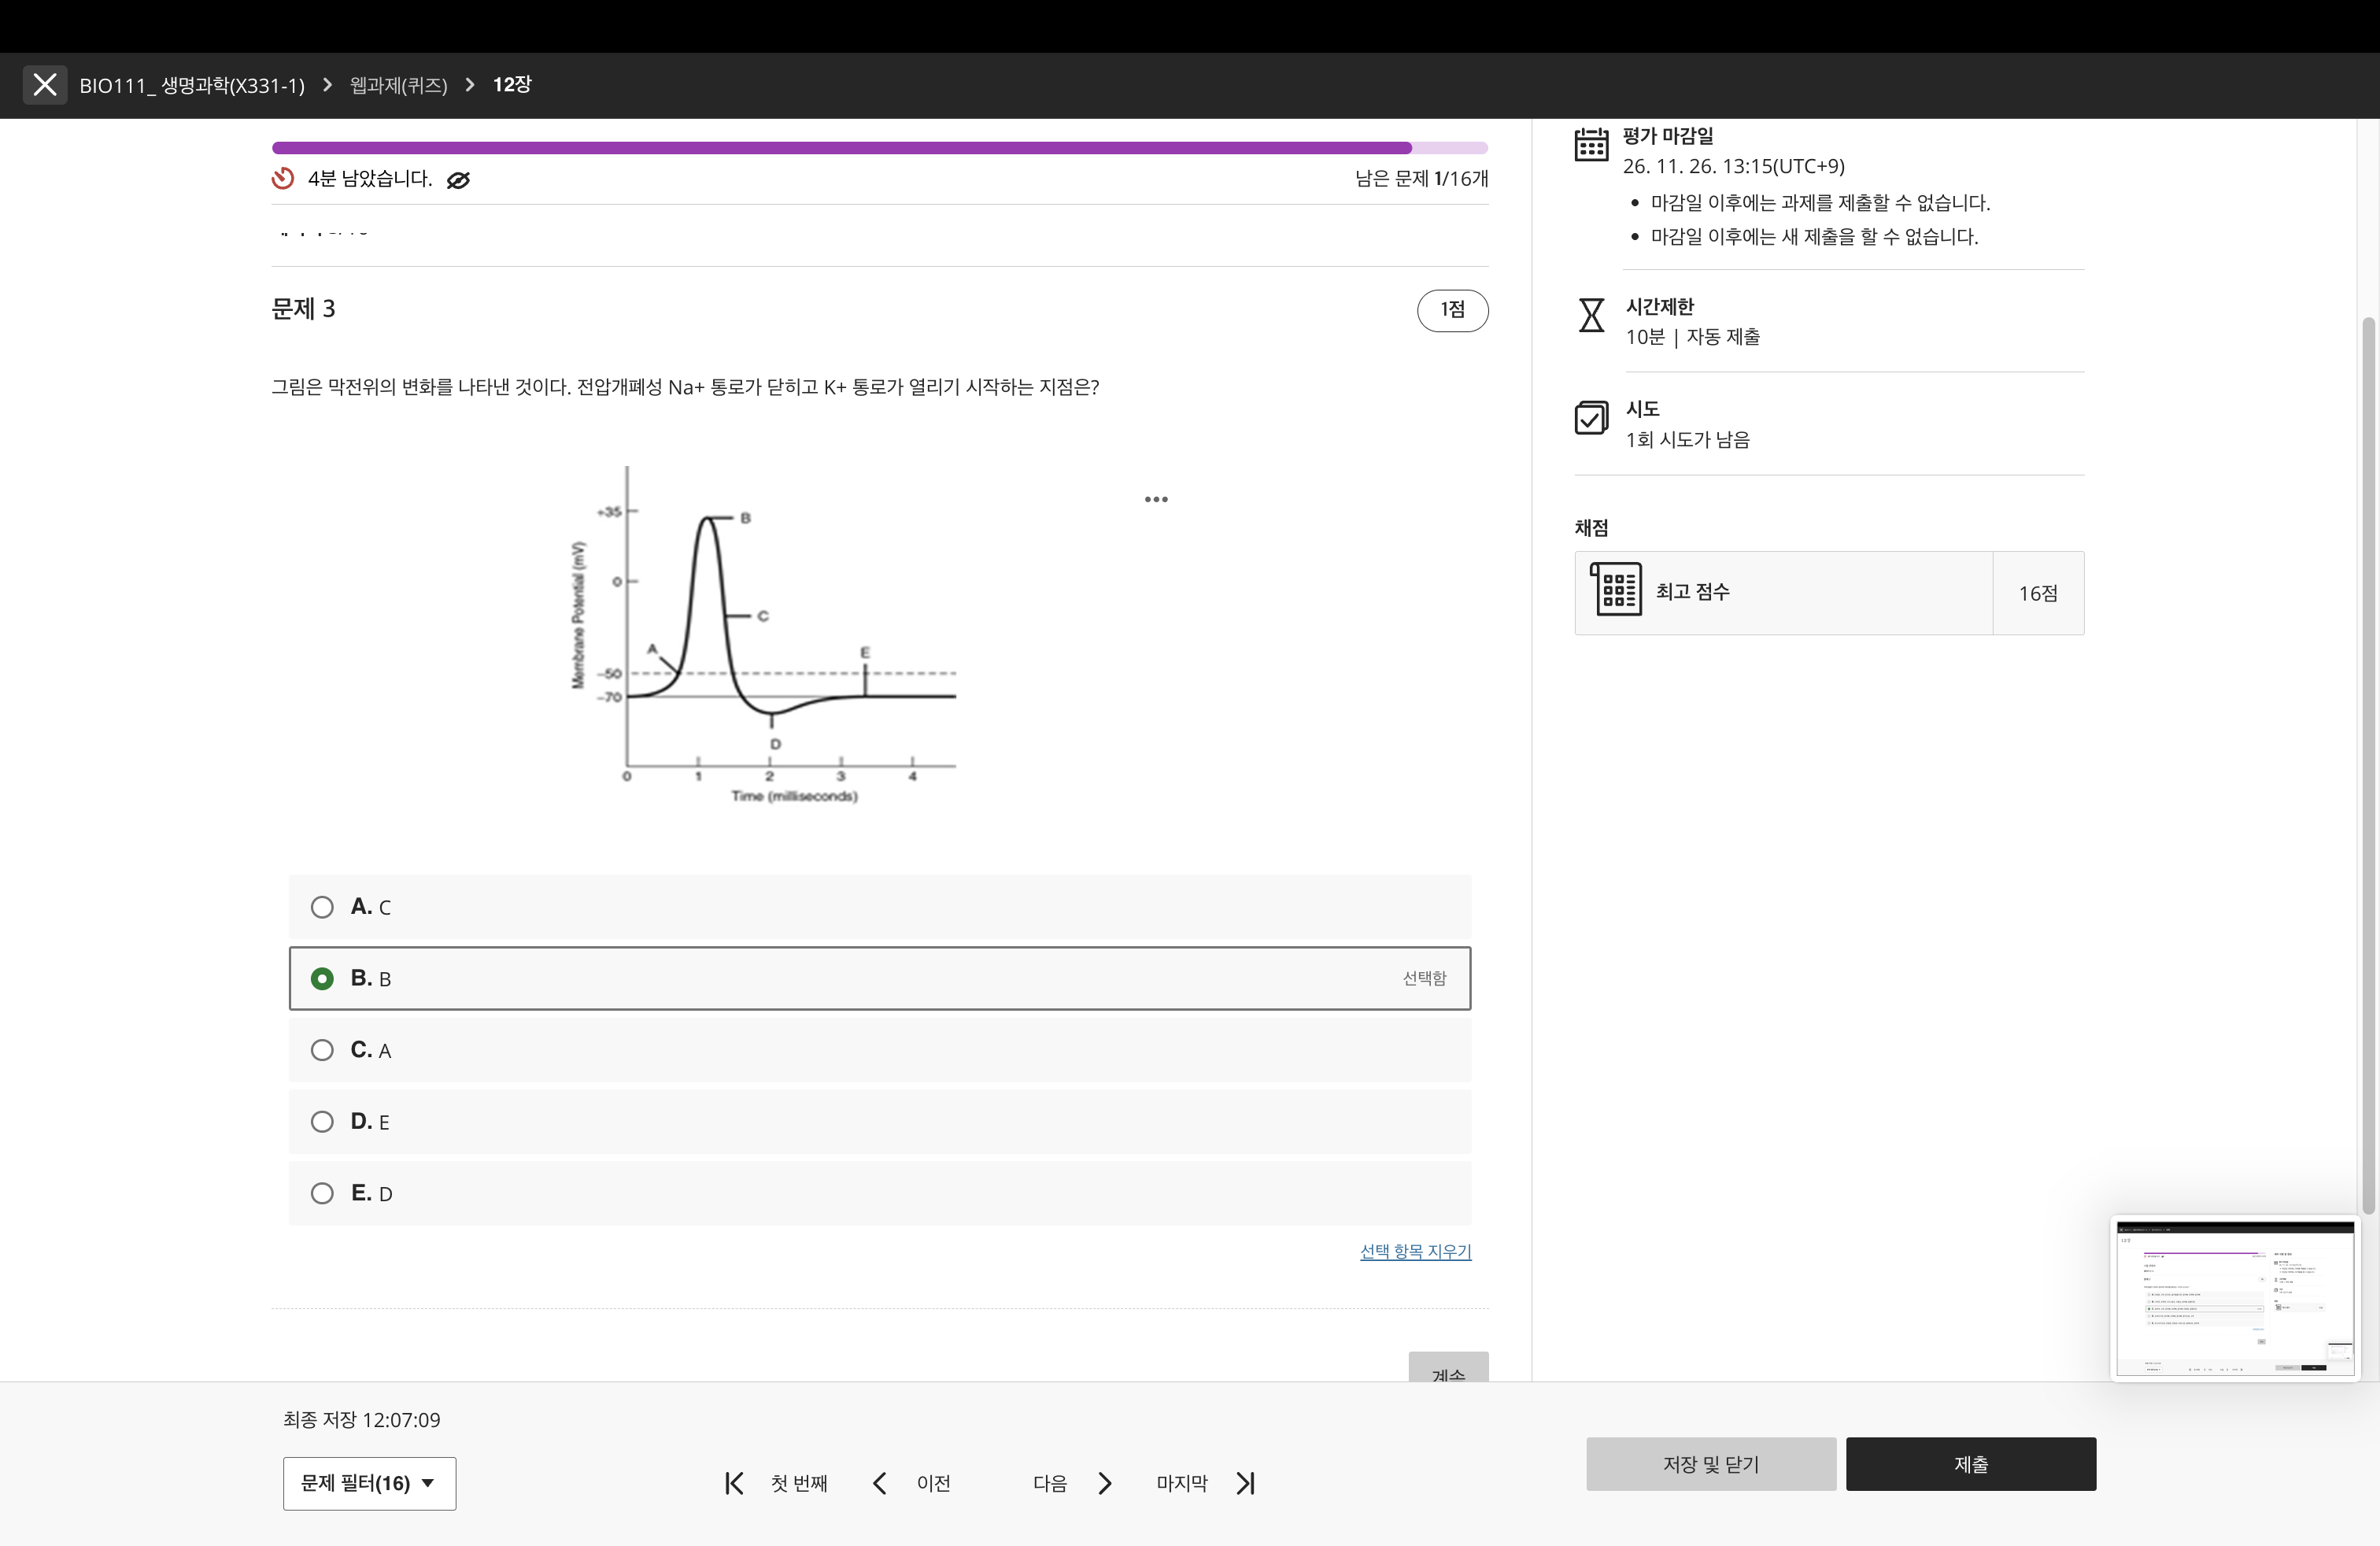 BIO111_ 생명과학(X331-1) > 웹과제(퀴즈) > 12장
4분 남았습니다.
남은 문제 1/16개
문제 3
1점
그림은 막전위의 변화를 나타낸 것이다. 전압개폐성 Na+ 통로가 닫히고 K+ 통로가 열리기 시작하는 지점은?
Membrane Potential (mV)
+35
0
-50
-70
A
B
C
D
E
0 1 2 3 4
Time (milliseconds)
A. C
B. B
선택함
C. A
D. E
E. D
선택 항목 지우기
계속
평가 마감일
26. 11. 26. 13:15(UTC+9)
• 마감일 이후에는 과제를 제출할 수 없습니다.
• 마감일 이후에는 새 제출을 할 수 없습니다.
시간제한
10분 | 자동 제출
시도
1회 시도가 남음
채점
최고 점수
16점
최종 저장 12:07:09
문제 필터(16)
첫 번째
이전
다음
마지막
저장 및 닫기
제출